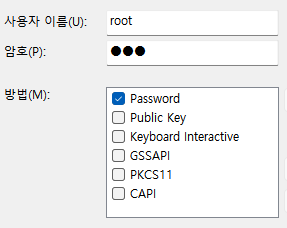 사용자 이름(U): root
암호(P): ●●●
방법(M):
Password
Public Key
Keyboard Interactive
GSSAPI
PKCS11
CAPI